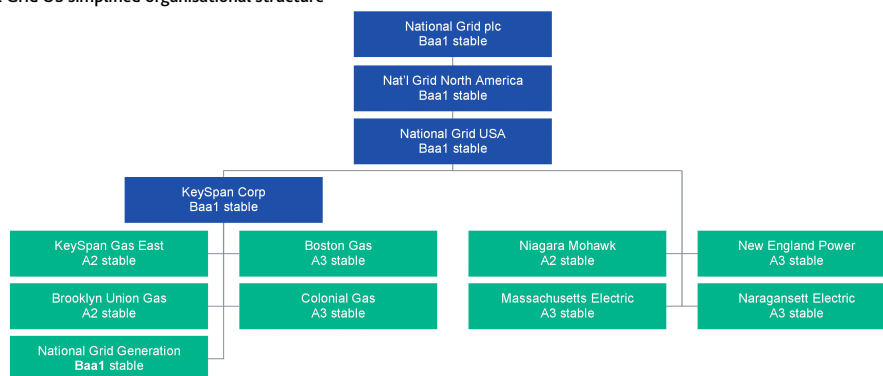 Grid US simplified organisational structure
National Grid plc
Baa1 stable
Nat'l Grid North America
Baa1 stable
National Grid USA
Baa1 stable
KeySpan Corp
Baa1 stable
KeySpan Gas East
A2 stable
Boston Gas
A3 stable
Niagara Mohawk
A2 stable
New England Power
A3 stable
Brooklyn Union Gas
A2 stable
Colonial Gas
A3 stable
Massachusetts Electric
A3 stable
Naragansett Electric
A3 stable
National Grid Generation
Baa1 stable